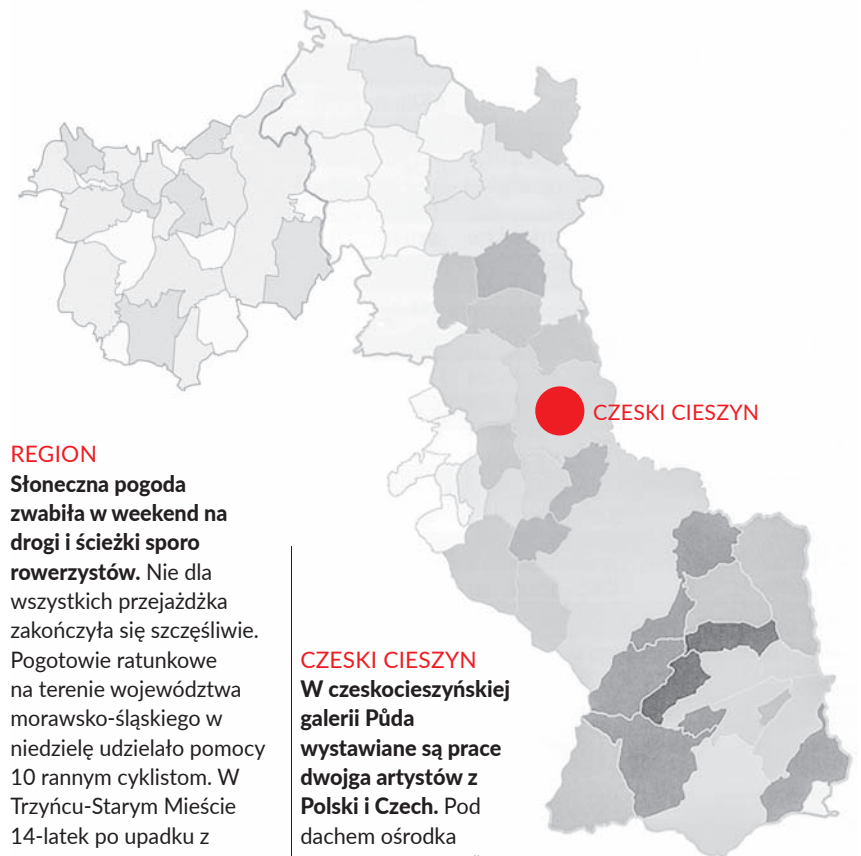 CZESKI CIESZYN
REGION
Słoneczna pogoda
zwabiła w weekend na
drogi i ścieżki sporo
rowerzystów. Nie dla
wszystkich przejażdżka
zakończyła się szczęśliwie.
Pogotowie ratunkowe
na terenie województwa
morawsko-śląskiego w
niedzielę udzielało pomocy
10 rannym cyklistom. W
Trzyńcu-Starym Mieście
14-latek po upadku z
CZESKI CIESZYN
W czeskocieszyńskiej
galerii Půda
wystawiane są prace
dwojga artystów z
Polski i Czech. Pod
dachem ośrodka